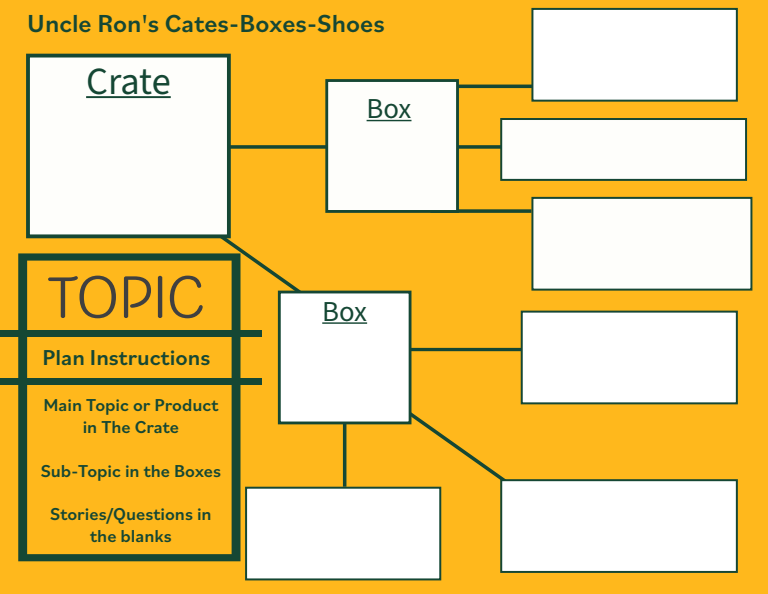 Uncle Ron's Cates-Boxes-Shoes
Crate
Box
TOPIC
Plan Instructions
Main Topic or Product
in The Crate
Sub-Topic in the Boxes
Stories/Questions in
the blanks
Box